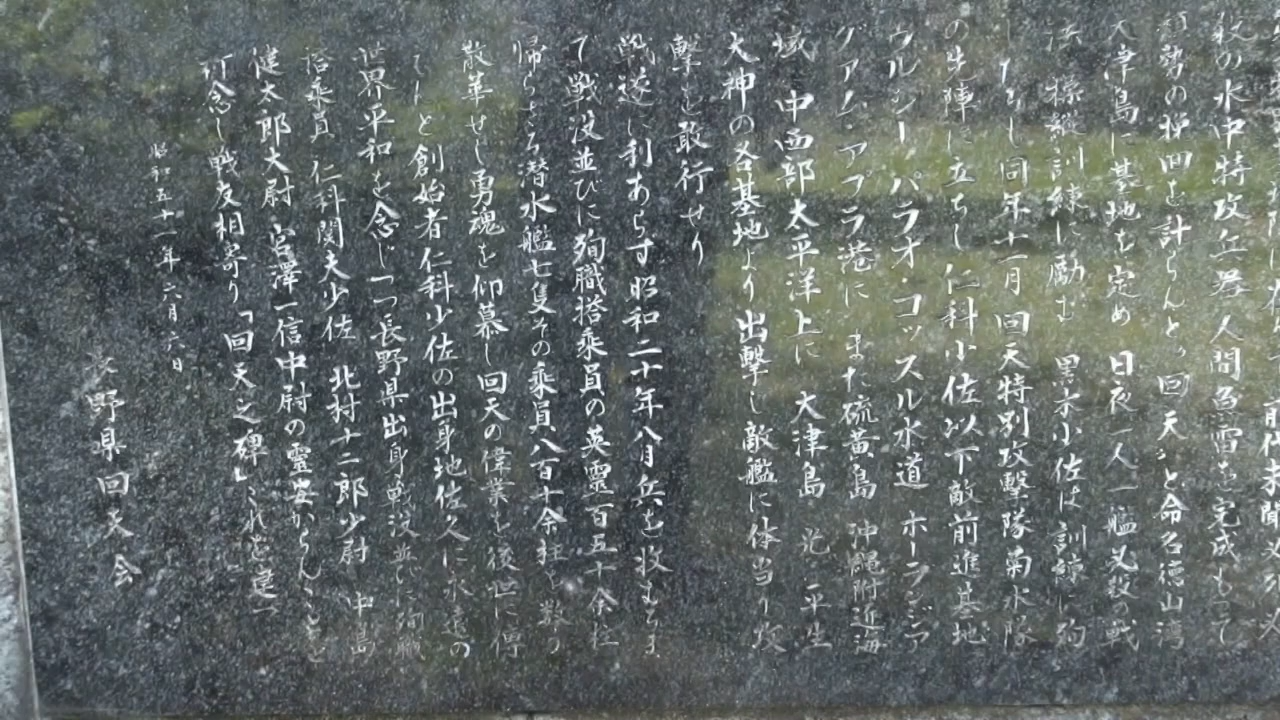 前代未聞
殺の水中特攻兵器人間魚雷を完成もって
勢の挽回を計らんと〝回天〟と命名徳山湾
大津島に基地を定め 日夜一人一艦必殺の戦
法 操縦訓練に励む 黒木少佐は訓練に殉
し同年十一月 回天特別攻撃隊菊水隊
の先陣に立ちし 仁科少佐以下敵前進基地
ウルシー パラオ・コッスル水道 ホーランジア
グアム・アプラ港に また硫黄島 沖縄附近海
域 中西部太平洋上に 大津島 光 平生
大神の各基地より出撃し敵艦に体当り攻
撃を敢行せり
戦遂に利あらず昭和二十年八月兵を收むるま
で戦没並びに殉職搭乗員の英霊百五十余柱
帰らざる潜水艦七隻その乗員八百十余柱を数う
散華せし勇魂を仰慕し回天の偉業を後世に傳
と創始者仁科少佐の出身地佐久に永遠の
世界平和を念じつつ長野県出身戦没並に殉職
搭乗員 仁科関夫少佐 北村十二郎少尉 中島
健太郎大尉 宮澤一信中尉の霊安からんことを
祈念し戦友相寄り「回天之碑」これを建つ
昭和五十一年六月六日
長野県回天会